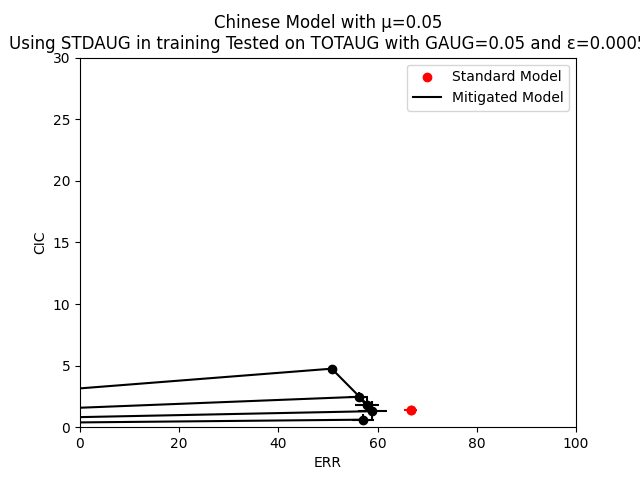 Chinese Model with μ=0.05
Using STDAUG in training Tested on TOTAUG with GAUG=0.05 and ε=0.0005
Standard Model
Mitigated Model
30
25
20
15
10
5
0
CIC
0 20 40 60 80 100
ERR